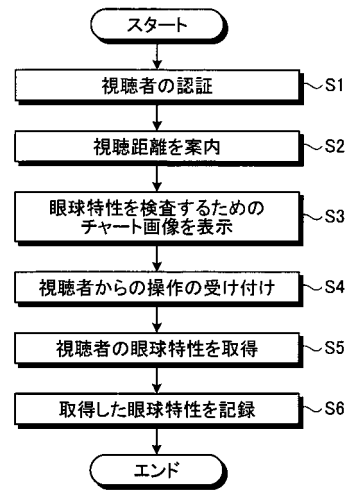 スタート
視聴者の認証
S1
視聴距離を案内
S2
眼球特性を検査するための
チャート画像を表示
S3
視聴者からの操作の受け付け
S4
視聴者の眼球特性を取得
S5
取得した眼球特性を記録
S6
エンド